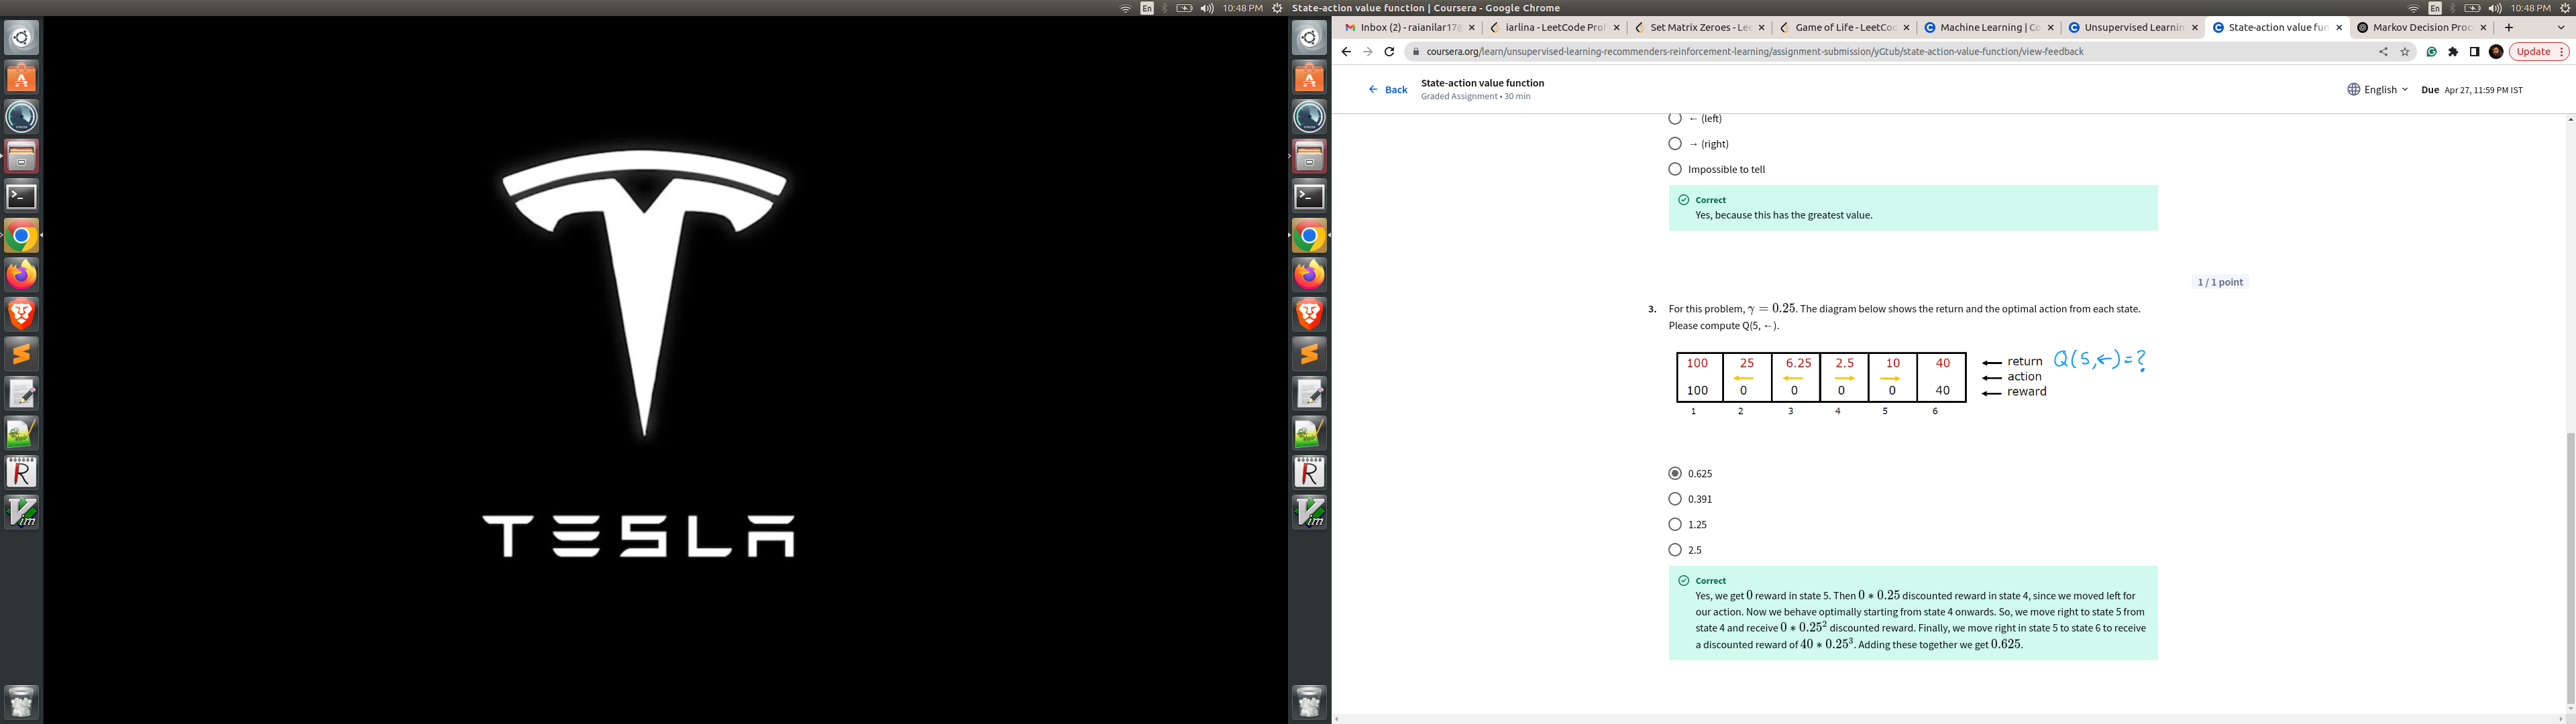 En
10:48 PM
State-action value function | Coursera - Google Chrome
En
10:48 PM
Inbox (2) - raianilar17
iarlina - LeetCode Prof
Set Matrix Zeroes - Lee
Game of Life - LeetCod
Machine Learning | Co
Unsupervised Learnin
State-action value fun
Markov Decision Proce
coursera.org/learn/unsupervised-learning-recommenders-reinforcement-learning/assignment-submission/yGtub/state-action-value-function/view-feedback
Update
Back
State-action value function
Graded Assignment • 30 min
English
Due Apr 27, 11:59 PM IST
← (left)
→ (right)
Impossible to tell
Correct
Yes, because this has the greatest value.
1 / 1 point
3. For this problem, γ = 0.25. The diagram below shows the return and the optimal action from each state.
Please compute Q(5, ←).
100 25 6.25 2.5 10 40 ← return Q(5,←)=?
← ← → → ← action
100 0 0 0 0 40 ← reward
1 2 3 4 5 6
0.625
0.391
1.25
2.5
Correct
Yes, we get 0 reward in state 5. Then 0 ∗ 0.25 discounted reward in state 4, since we moved left for
our action. Now we behave optimally starting from state 4 onwards. So, we move right to state 5 from
state 4 and receive 0 ∗ 0.25² discounted reward. Finally, we move right in state 5 to state 6 to receive
a discounted reward of 40 ∗ 0.25³. Adding these together we get 0.625.
TESLA